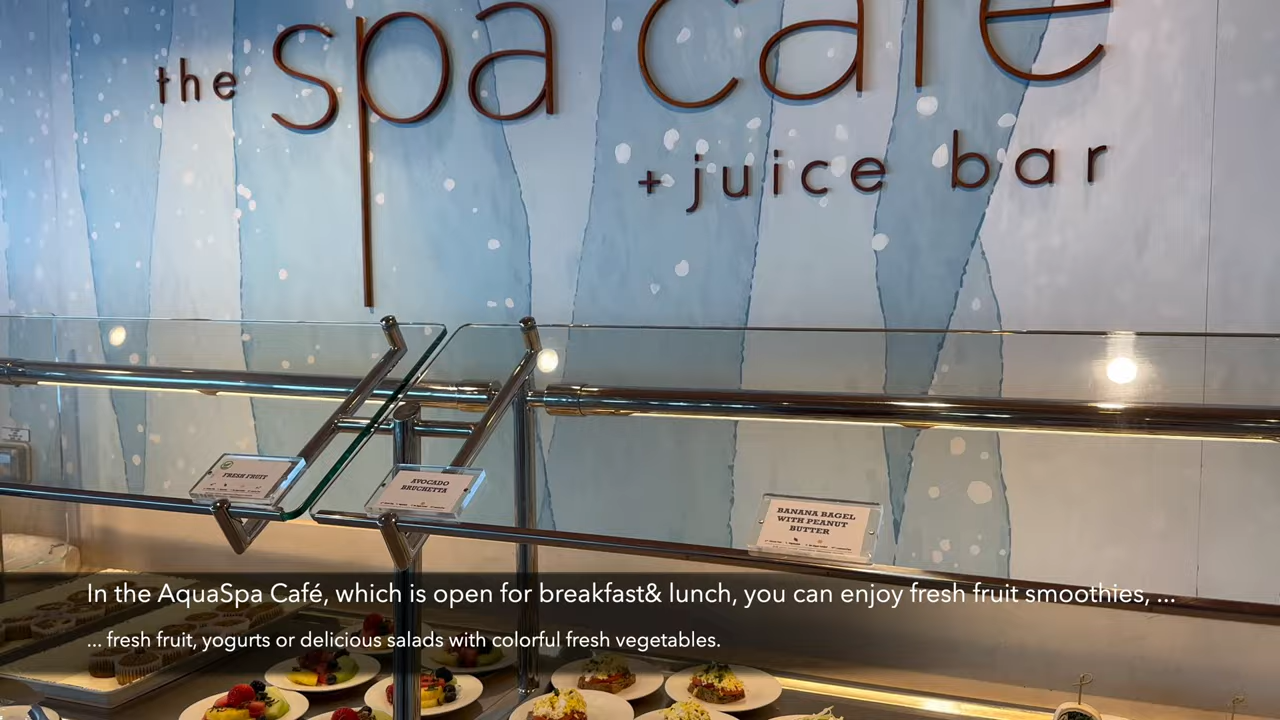 the spa café
+ juice bar
FRESH FRUIT
AVOCADO
BRUCHETTA
BANANA BAGEL
WITH PEANUT
BUTTER
In the AquaSpa Café, which is open for breakfast& lunch, you can enjoy fresh fruit smoothies, ...
... fresh fruit, yogurts or delicious salads with colorful fresh vegetables.